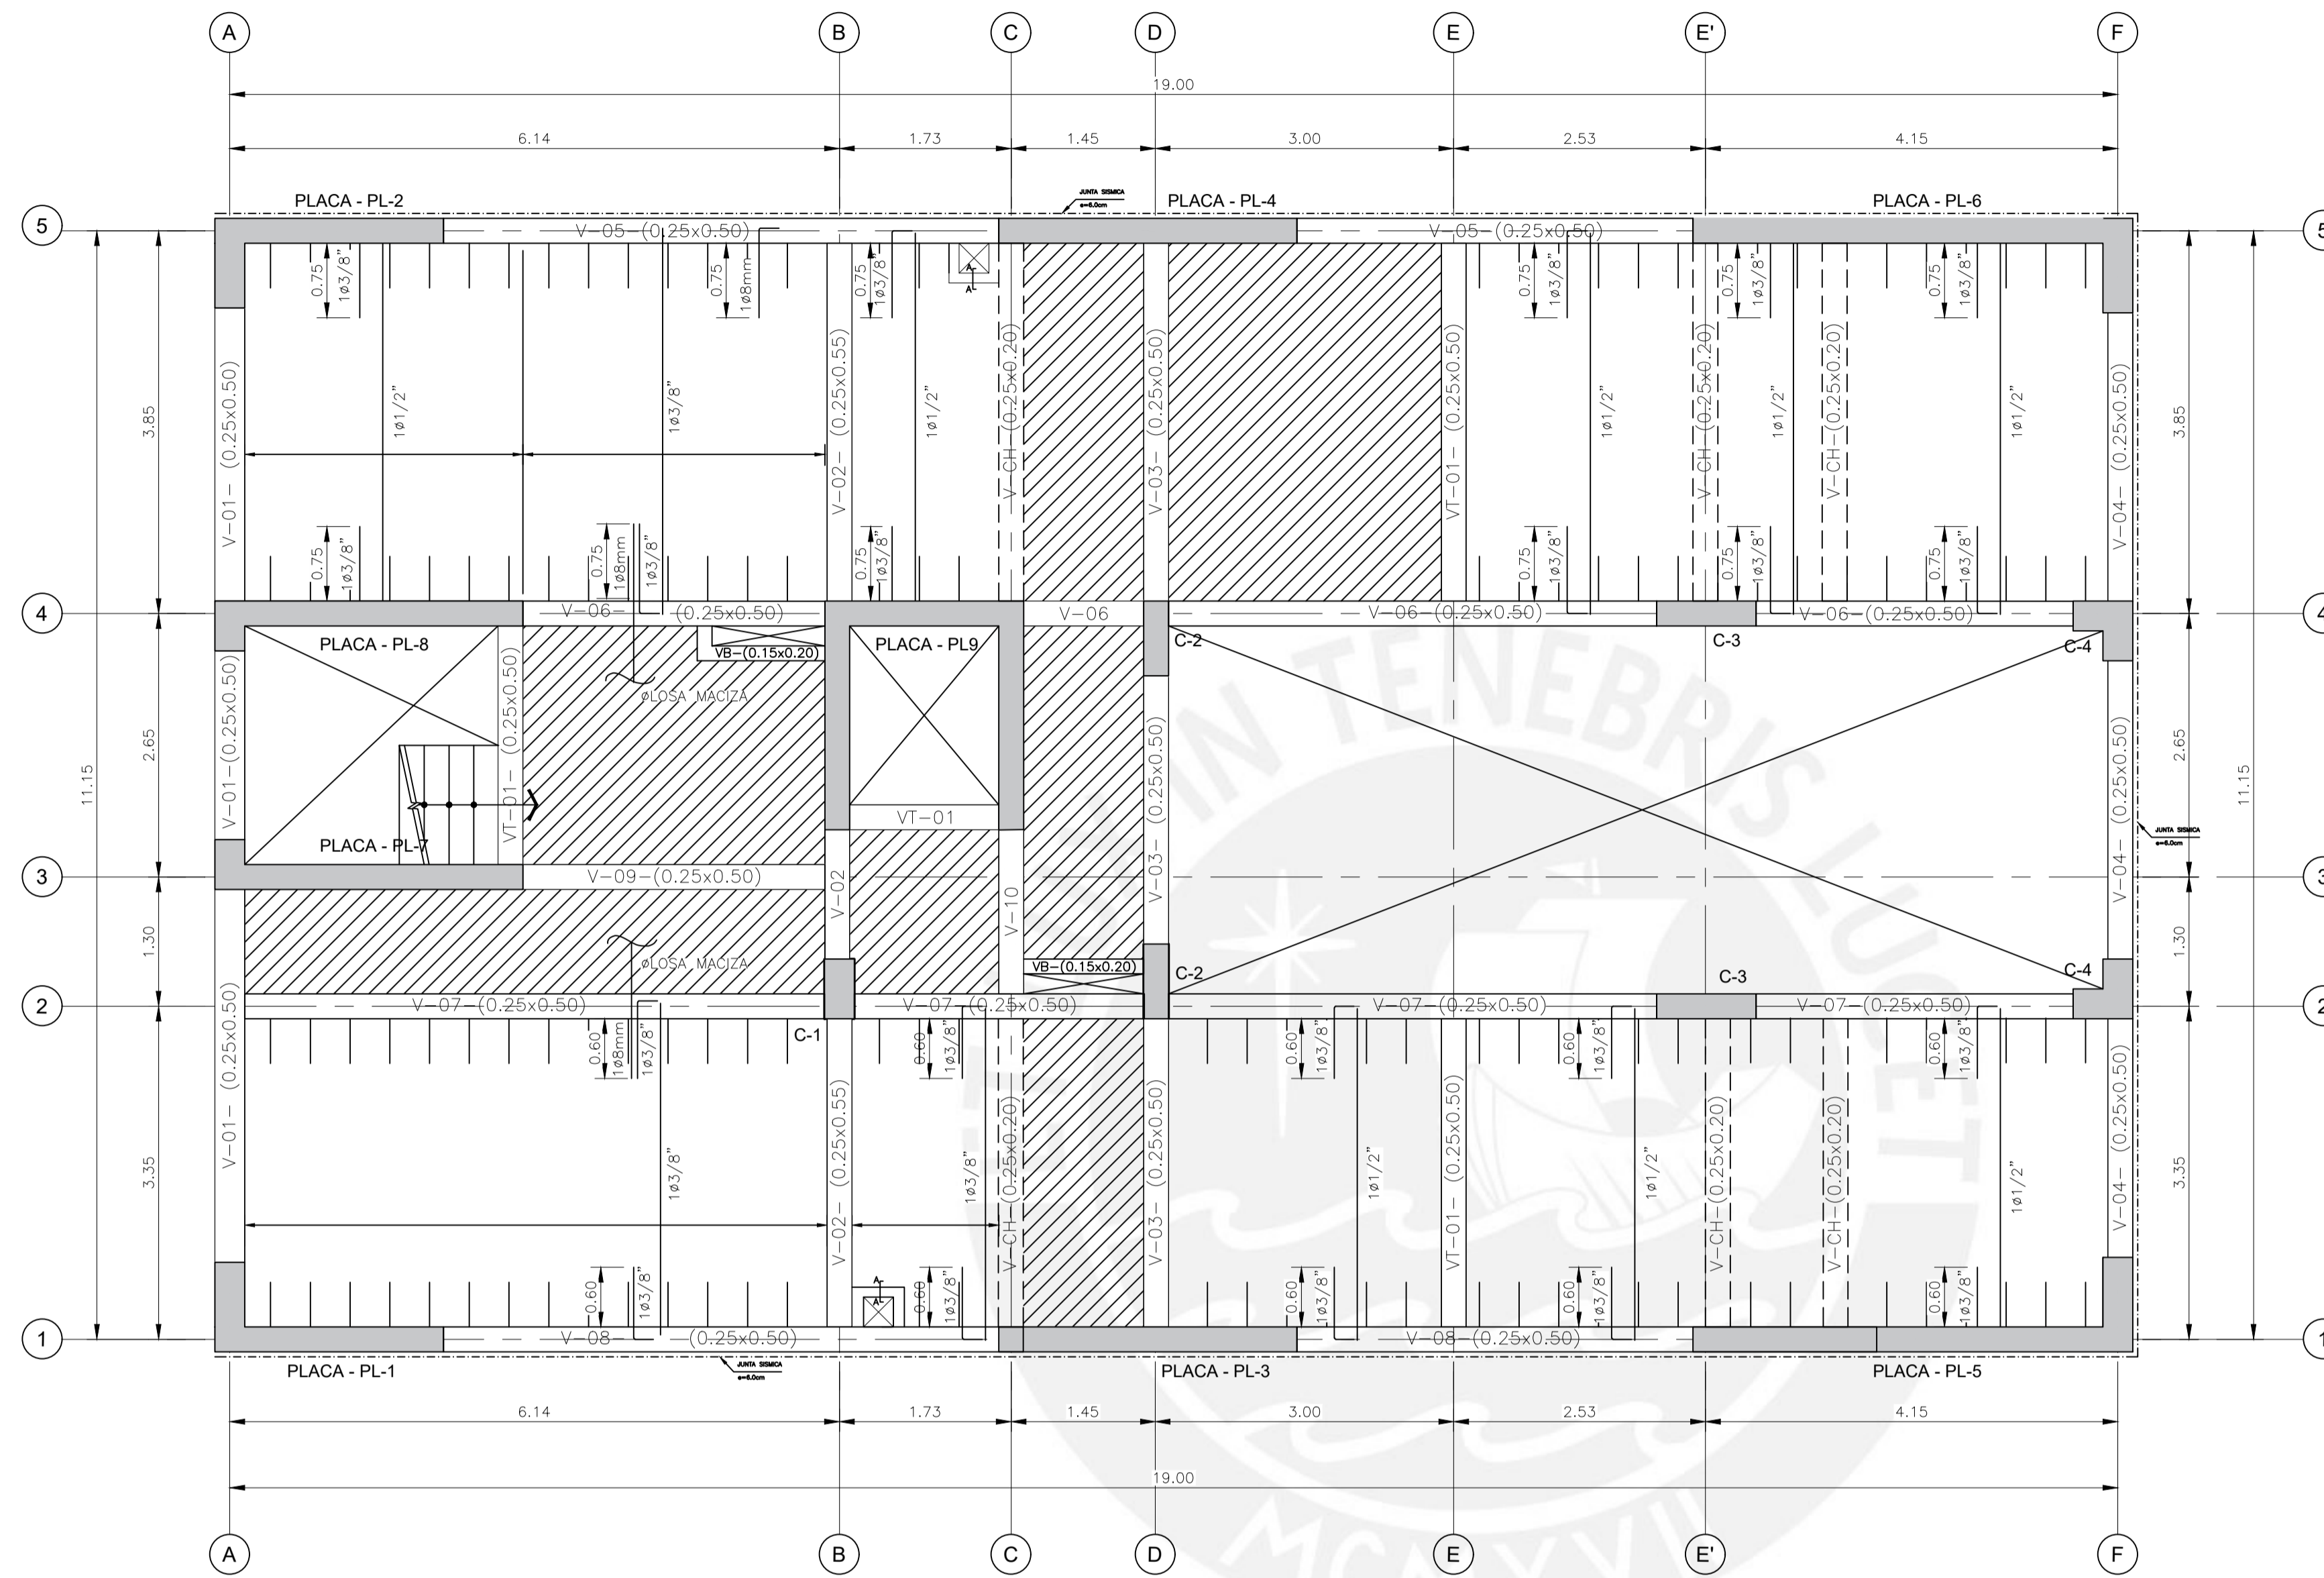 A B C D E E' F
19.00
6.14 1.73 1.45 3.00 2.53 4.15
PLACA - PL-2
JUNTA SISMICA
e=6.0cm
PLACA - PL-4
PLACA - PL-6
5
5
V-05-(0.25x0.50)
V-05-(0.25x0.50)
0.75 1ø3/8"
0.75 1ø8mm
0.75 1ø3/8"
A
A
0.75 1ø3/8"
0.75 1ø3/8"
0.75 1ø3/8"
3.85
V-01- (0.25x0.50)
1ø1/2"
1ø3/8"
V-02- (0.25x0.55)
1ø1/2"
V-CH-(0.25x0.20)
V-03- (0.25x0.50)
VT-01- (0.25x0.50)
1ø1/2"
V-CH-(0.25x0.20)
1ø1/2"
V-CH-(0.25x0.20)
1ø1/2"
V-04- (0.25x0.50)
3.85
0.75 1ø3/8"
0.75 1ø8mm 1ø3/8"
0.75 1ø3/8"
0.75 1ø3/8"
0.75 1ø3/8"
0.75 1ø3/8"
4
4
V-06- (0.25x0.50)
V-06
V-06-(0.25x0.50)
V-06-(0.25x0.50)
PLACA - PL-8
VB-(0.15x0.20)
PLACA - PL9
C-2
C-3
C-4
øLOSA MACIZA
11.15
2.65
V-01-(0.25x0.50)
VT-01- (0.25x0.50)
V-03- (0.25x0.50)
V-04- (0.25x0.50)
2.65
11.15
VT-01
JUNTA SISMICA
e=6.0cm
PLACA - PL-7
3
3
V-09-(0.25x0.50)
V-02
V-10
1.30
1.30
øLOSA MACIZA
VB-(0.15x0.20)
C-2
C-3
C-4
2
2
V-07-(0.25x0.50)
V-07-(0.25x0.50)
V-07-(0.25x0.50)
V-07-(0.25x0.50)
C-1
0.60 1ø8mm 1ø3/8"
0.60 1ø3/8"
0.60 1ø3/8"
0.60 1ø3/8"
0.60 1ø3/8"
3.35
V-01- (0.25x0.50)
1ø3/8"
V-02- (0.25x0.55)
1ø3/8"
V-CH-(0.25x0.20)
V-03- (0.25x0.50)
1ø1/2"
VT-01- (0.25x0.50)
1ø1/2"
V-CH-(0.25x0.20)
V-CH-(0.25x0.20)
1ø1/2"
V-04- (0.25x0.50)
3.35
0.60 1ø3/8"
A
A
0.60 1ø3/8"
0.60 1ø3/8"
0.60 1ø3/8"
0.60 1ø3/8"
1
1
V-08- (0.25x0.50)
V-08-(0.25x0.50)
PLACA - PL-1
JUNTA SISMICA
e=6.0cm
PLACA - PL-3
PLACA - PL-5
6.14 1.73 1.45 3.00 2.53 4.15
19.00
A B C D E E' F
IN TENEBRIS LUCET
MCMXVII